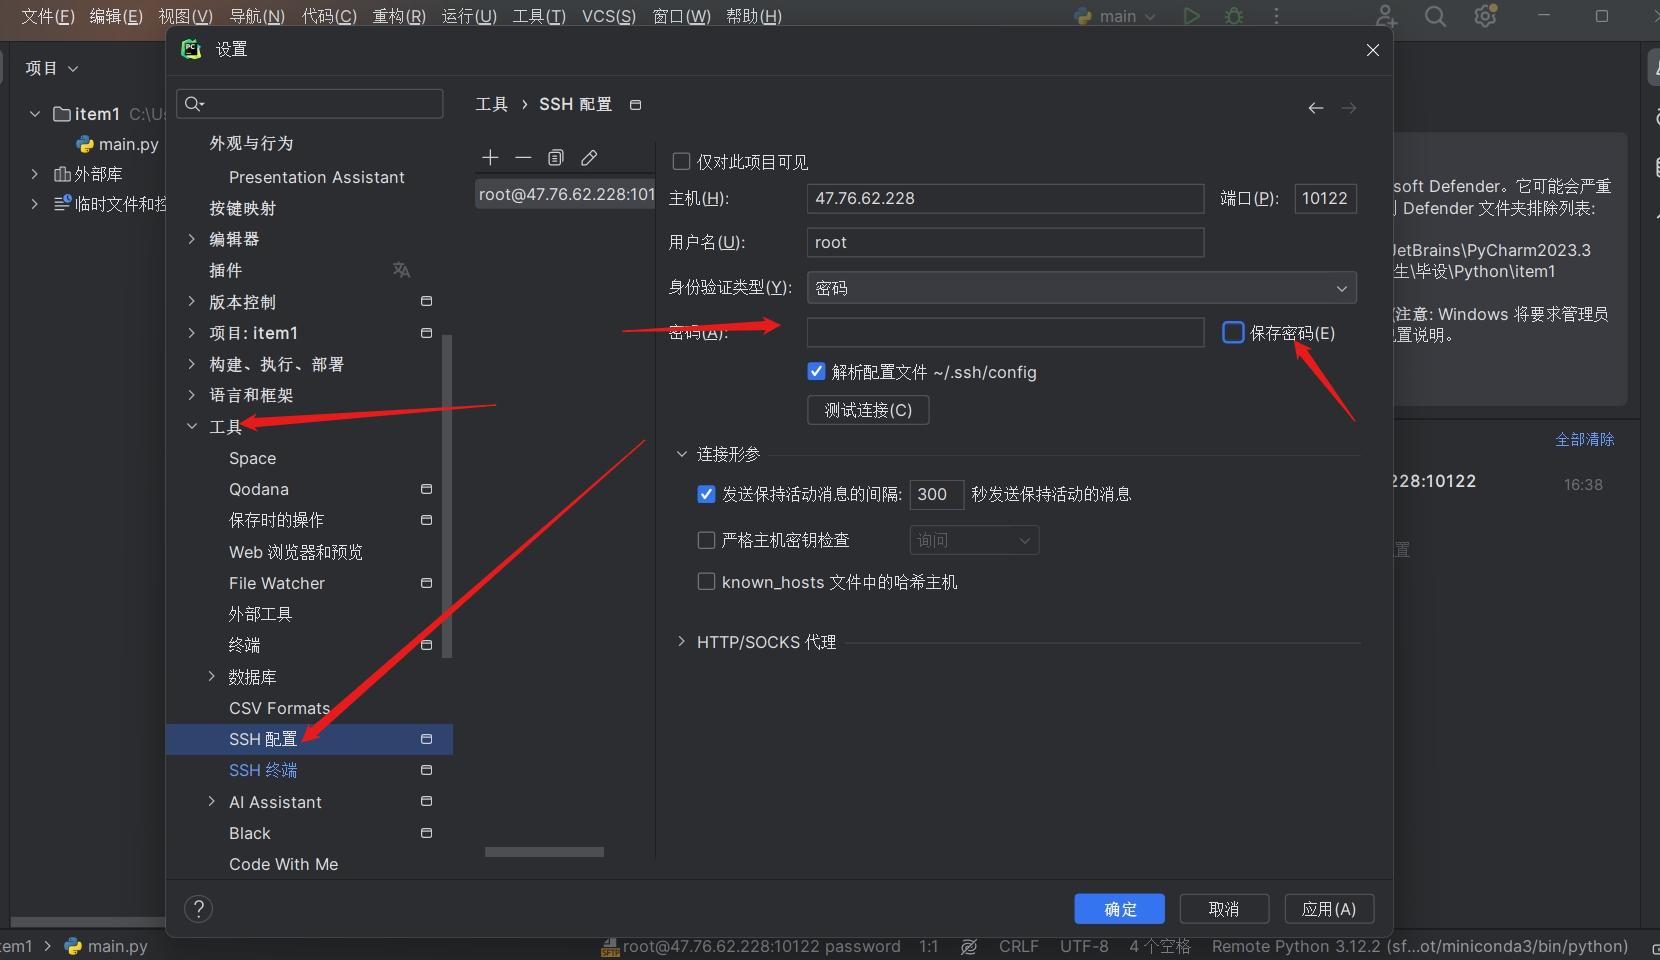 文件(F) 编辑(E) 视图(V) 导航(N) 代码(C) 重构(R) 运行(U) 工具(T) VCS(S) 窗口(W) 帮助(H) main
设置
项目
item1 C:\Us
main.py
外部库
临时文件和控
外观与行为
Presentation Assistant
按键映射
编辑器
插件
版本控制
项目: item1
构建、执行、部署
语言和框架
工具
Space
Qodana
保存时的操作
Web 浏览器和预览
File Watcher
外部工具
终端
数据库
CSV Formats
SSH 配置
SSH 终端
AI Assistant
Black
Code With Me
工具 › SSH 配置
root@47.76.62.228:101
仅对此项目可见
主机(H): 47.76.62.228 端口(P): 10122
用户名(U): root
身份验证类型(Y): 密码
密码(A): 保存密码(E)
解析配置文件 ~/.ssh/config
测试连接(C)
连接形参
发送保持活动消息的间隔: 300 秒发送保持活动的消息
严格主机密钥检查 询问
known_hosts 文件中的哈希主机
HTTP/SOCKS 代理
soft Defender。它可能会严重
Defender 文件夹排除列表:
JetBrains\PyCharm2023.3
生\毕设\Python\item1
注意: Windows 将要求管理员
置说明。
全部清除
228:10122 16:38
置
? 确定 取消 应用(A)
tem1 › main.py root@47.76.62.228:10122 password 1:1 CRLF UTF-8 4 个空格 Remote Python 3.12.2 (sf...ot/miniconda3/bin/python)